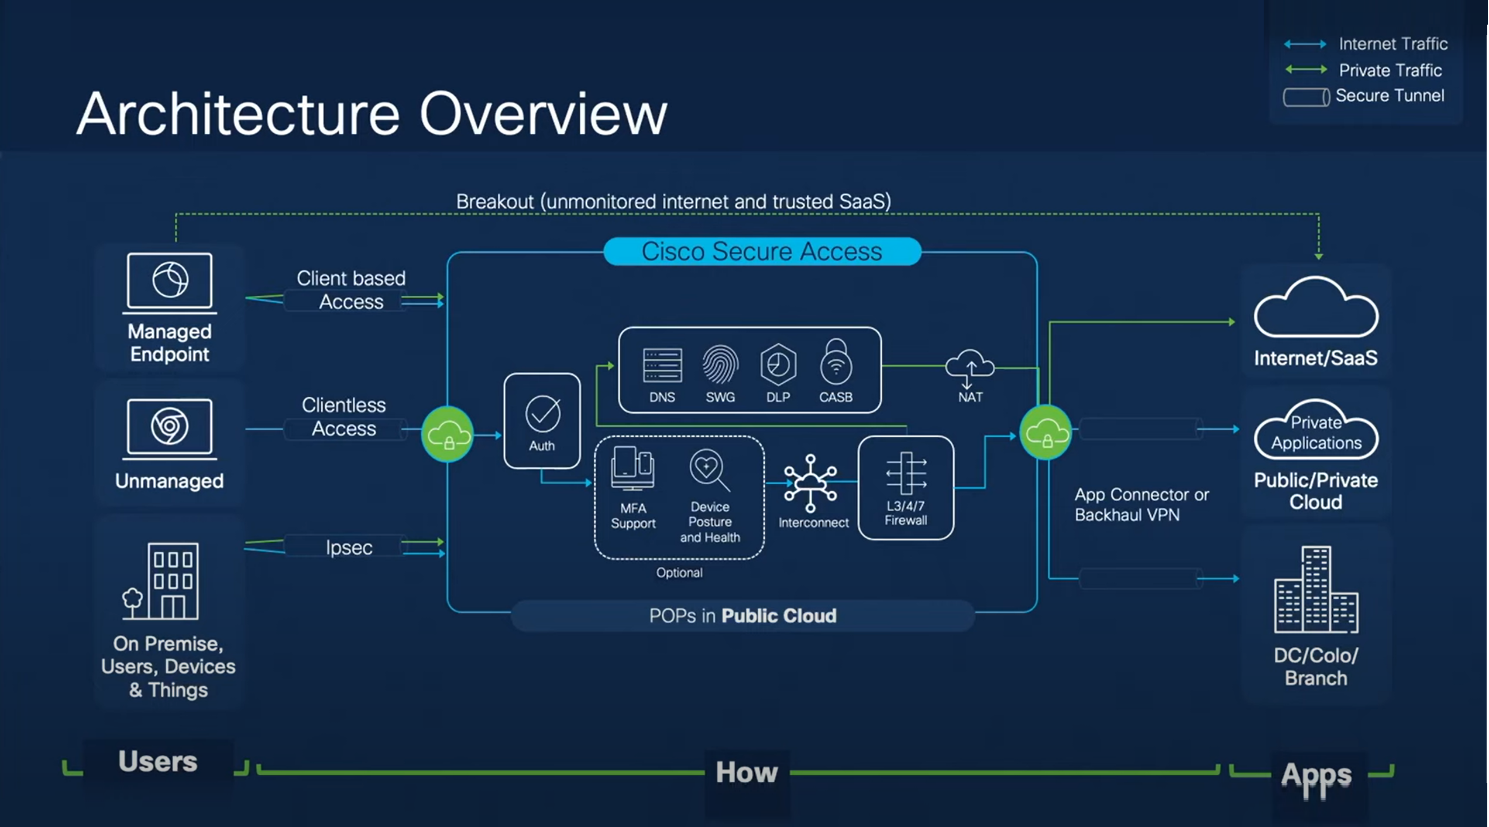 Internet Traffic
Private Traffic
Secure Tunnel
Architecture Overview
Breakout (unmonitored internet and trusted SaaS)
Cisco Secure Access
Managed
Endpoint
Client based
Access
Unmanaged
Clientless
Access
On Premise,
Users, Devices
& Things
Ipsec
Auth
DNS
SWG
DLP
CASB
NAT
MFA
Support
Device
Posture
and Health
Optional
Interconnect
L3/4/7
Firewall
POPs in Public Cloud
App Connector or
Backhaul VPN
Internet/SaaS
Private
Applications
Public/Private
Cloud
DC/Colo/
Branch
Users
How
Apps